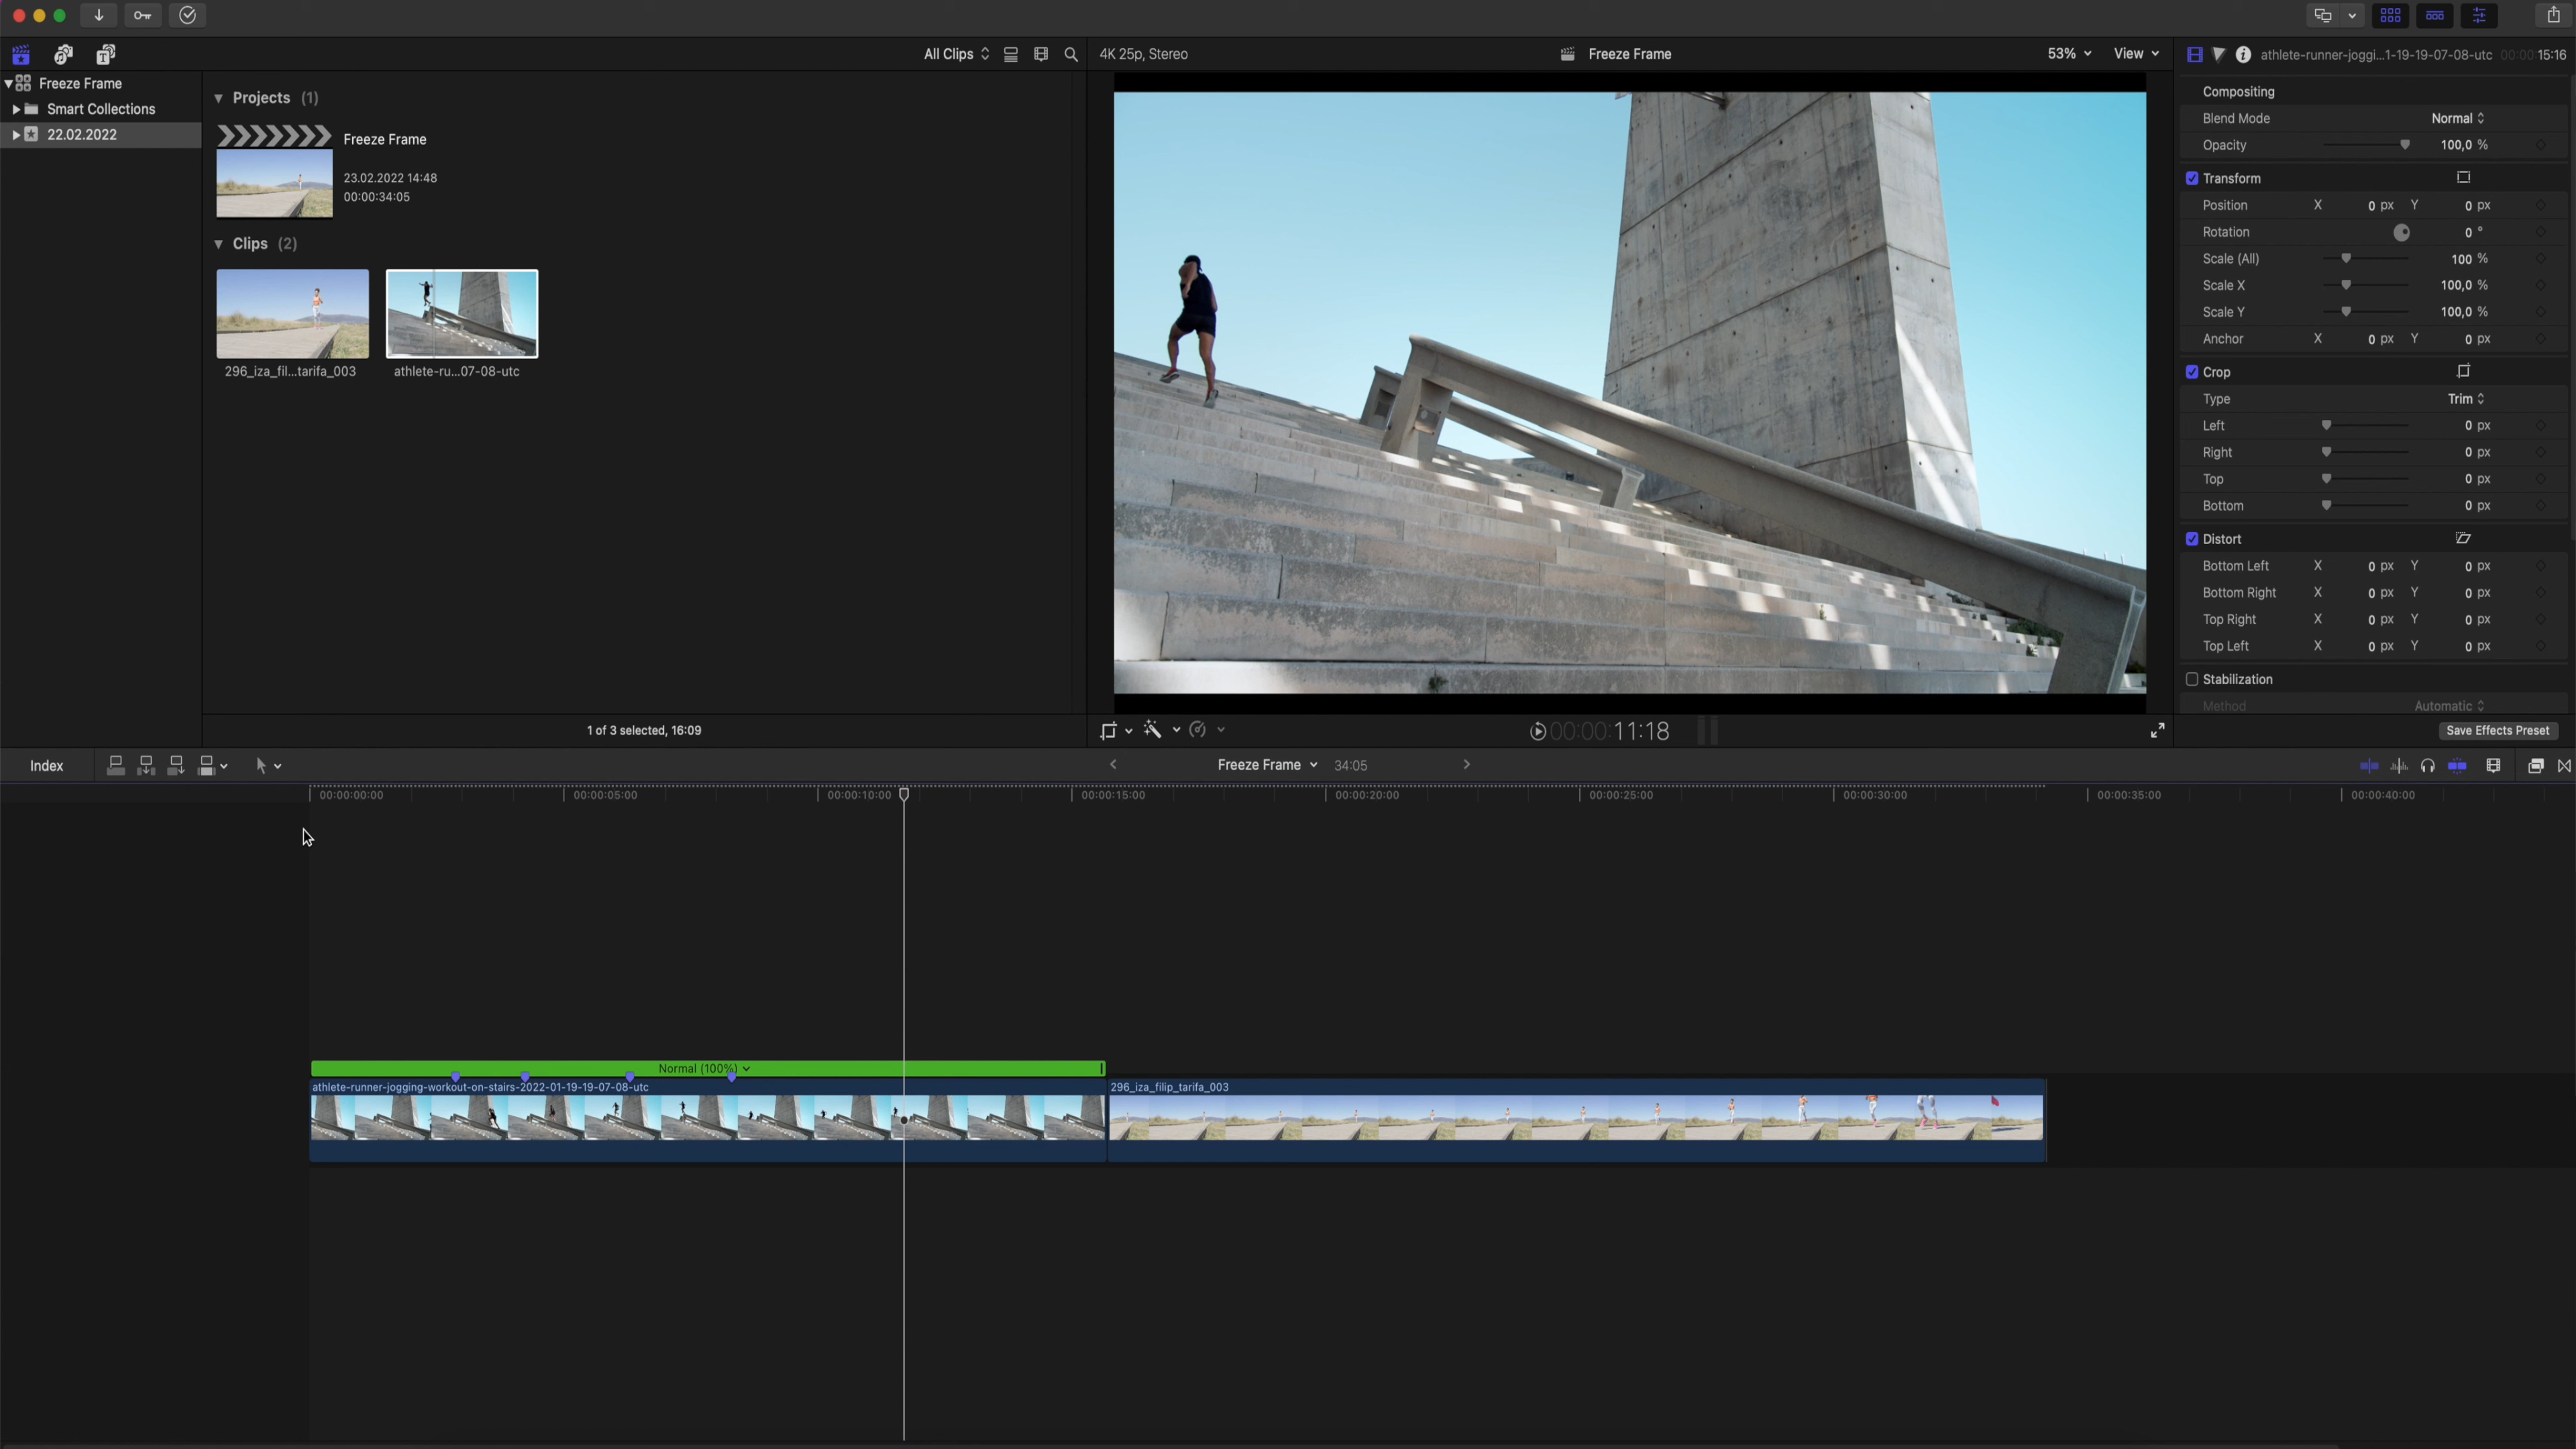 All Clips
4K 25p, Stereo
Freeze Frame
53%
View
athlete-runner-joggi...1-19-19-07-08-utc
00:00:15:16
Freeze Frame
Smart Collections
22.02.2022
Projects (1)
Freeze Frame
23.02.2022 14:48
00:00:34:05
Clips (2)
296_iza_fil...tarifa_003
athlete-ru...07-08-utc
Compositing
Blend Mode Normal
Opacity 100,0 %
Transform
Position X 0 px Y 0 px
Rotation 0 °
Scale (All) 100 %
Scale X 100,0 %
Scale Y 100,0 %
Anchor X 0 px Y 0 px
Crop
Type Trim
Left 0 px
Right 0 px
Top 0 px
Bottom 0 px
Distort
Bottom Left X 0 px Y 0 px
Bottom Right X 0 px Y 0 px
Top Right X 0 px Y 0 px
Top Left X 0 px Y 0 px
Stabilization
Method Automatic
1 of 3 selected, 16:09
00:00:11:18
Save Effects Preset
Index
Freeze Frame 34:05
00:00:00:00 00:00:05:00 00:00:10:00 00:00:15:00 00:00:20:00 00:00:25:00 00:00:30:00 00:00:35:00 00:00:40:00
Normal (100%)
athlete-runner-jogging-workout-on-stairs-2022-01-19-19-07-08-utc
296_iza_filip_tarifa_003